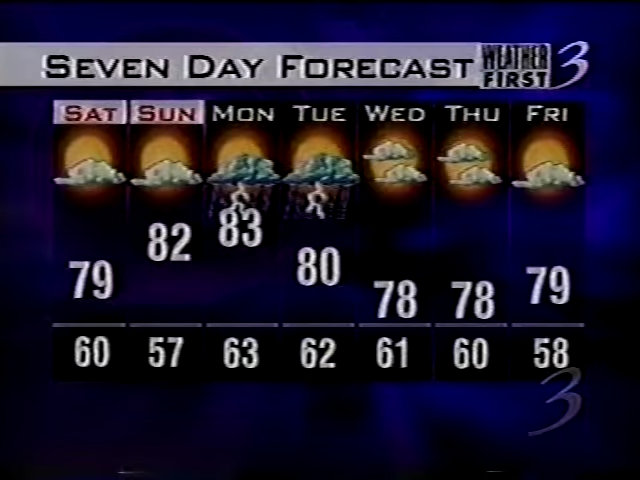 SEVEN DAY FORECAST WEATHER FIRST 3
SAT SUN MON TUE WED THU FRI
79 82 83 80 78 78 79
60 57 63 62 61 60 58
3